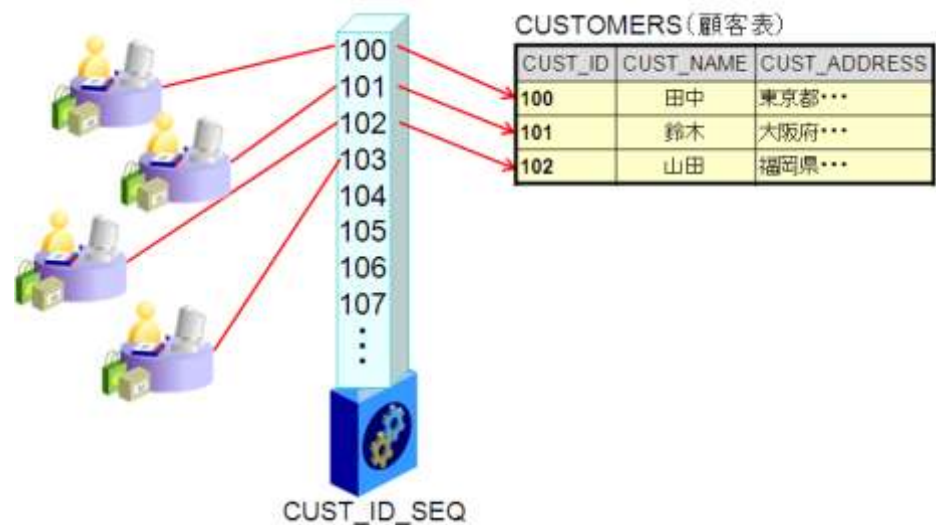 CUSTOMERS(顧客表)
CUST_ID CUST_NAME CUST_ADDRESS
100 田中 東京都･･･
101 鈴木 大阪府･･･
102 山田 福岡県･･･
100
101
102
103
104
105
106
107
⋮
CUST_ID_SEQ